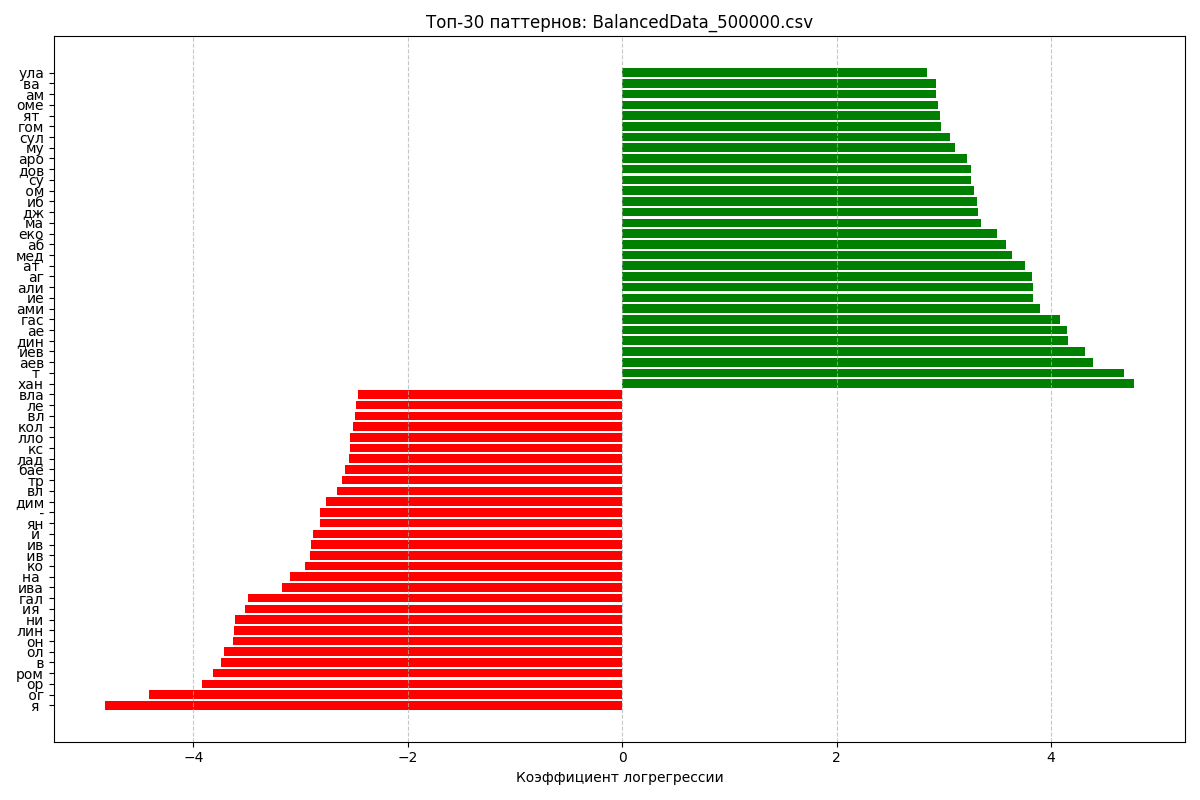 Топ-30 паттернов: BalancedData_500000.csv
ула
ва
ам
оме
ят
гом
сул
му
аро
дов
су
ом
иб
дж
ма
еко
аб
мед
ат
аг
али
ие
ами
гас
ае
дин
иев
аев
т
хан
вла
ле
вл
кол
лло
кс
лад
бае
тр
вл
дим
-
ян
й
ив
ив
ко
на
ива
гал
ия
ни
лин
он
ол
в
ром
ор
ог
я
−4
−2
0
2
4
Коэффициент логрегрессии